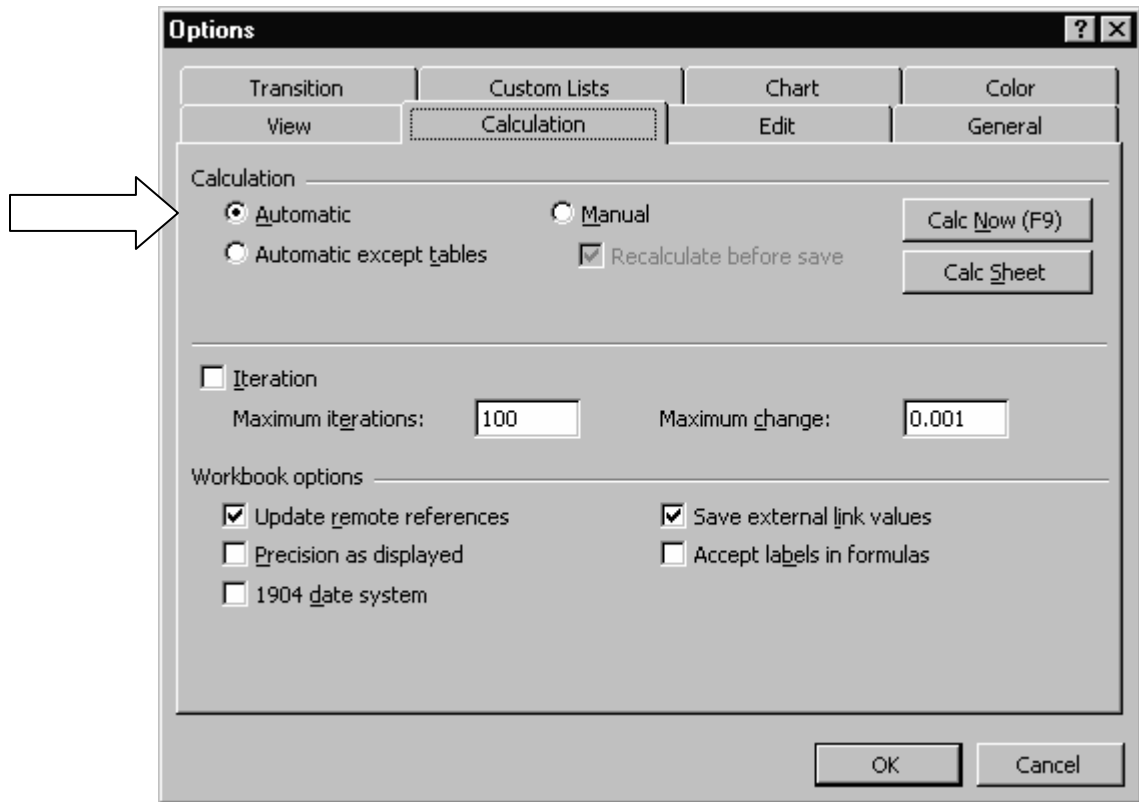 Options
Transition Custom Lists Chart Color
View Calculation Edit General
Calculation
Automatic Manual Calc Now (F9)
Automatic except tables Recalculate before save Calc Sheet
Iteration
Maximum iterations: 100 Maximum change: 0.001
Workbook options
Update remote references Save external link values
Precision as displayed Accept labels in formulas
1904 date system
OK Cancel